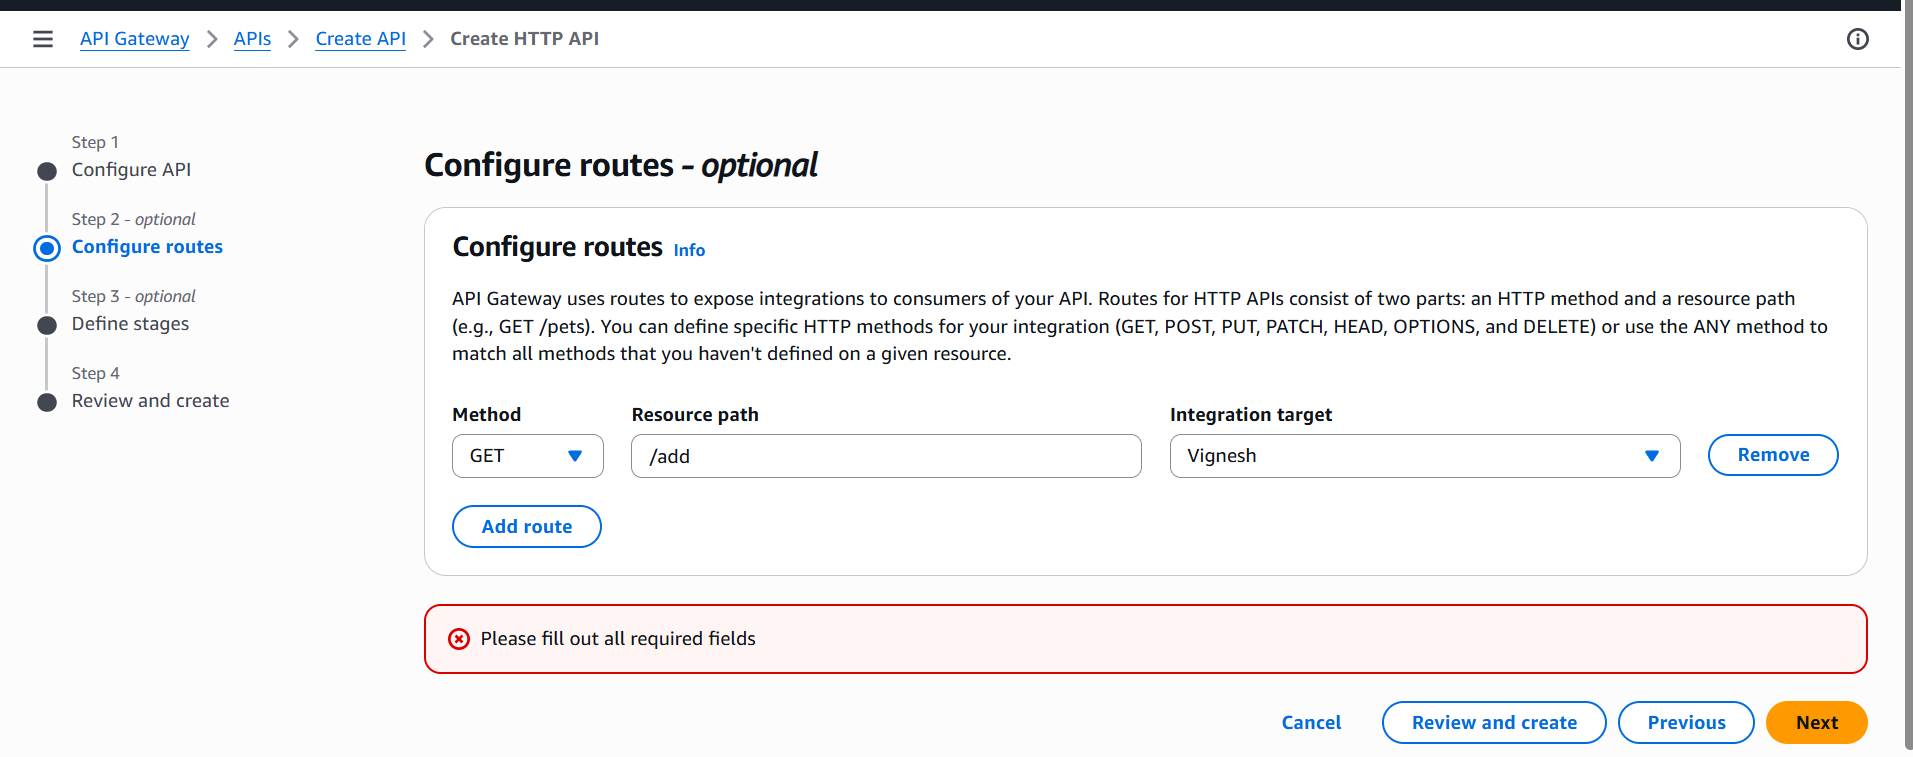 API Gateway > APIs > Create API > Create HTTP API
Step 1
Configure API
Step 2 - optional
Configure routes
Step 3 - optional
Define stages
Step 4
Review and create
Configure routes - optional
Configure routes Info
API Gateway uses routes to expose integrations to consumers of your API. Routes for HTTP APIs consist of two parts: an HTTP method and a resource path
(e.g., GET /pets). You can define specific HTTP methods for your integration (GET, POST, PUT, PATCH, HEAD, OPTIONS, and DELETE) or use the ANY method to
match all methods that you haven't defined on a given resource.
Method Resource path Integration target
GET /add Vignesh Remove
Add route
Please fill out all required fields
Cancel Review and create Previous Next